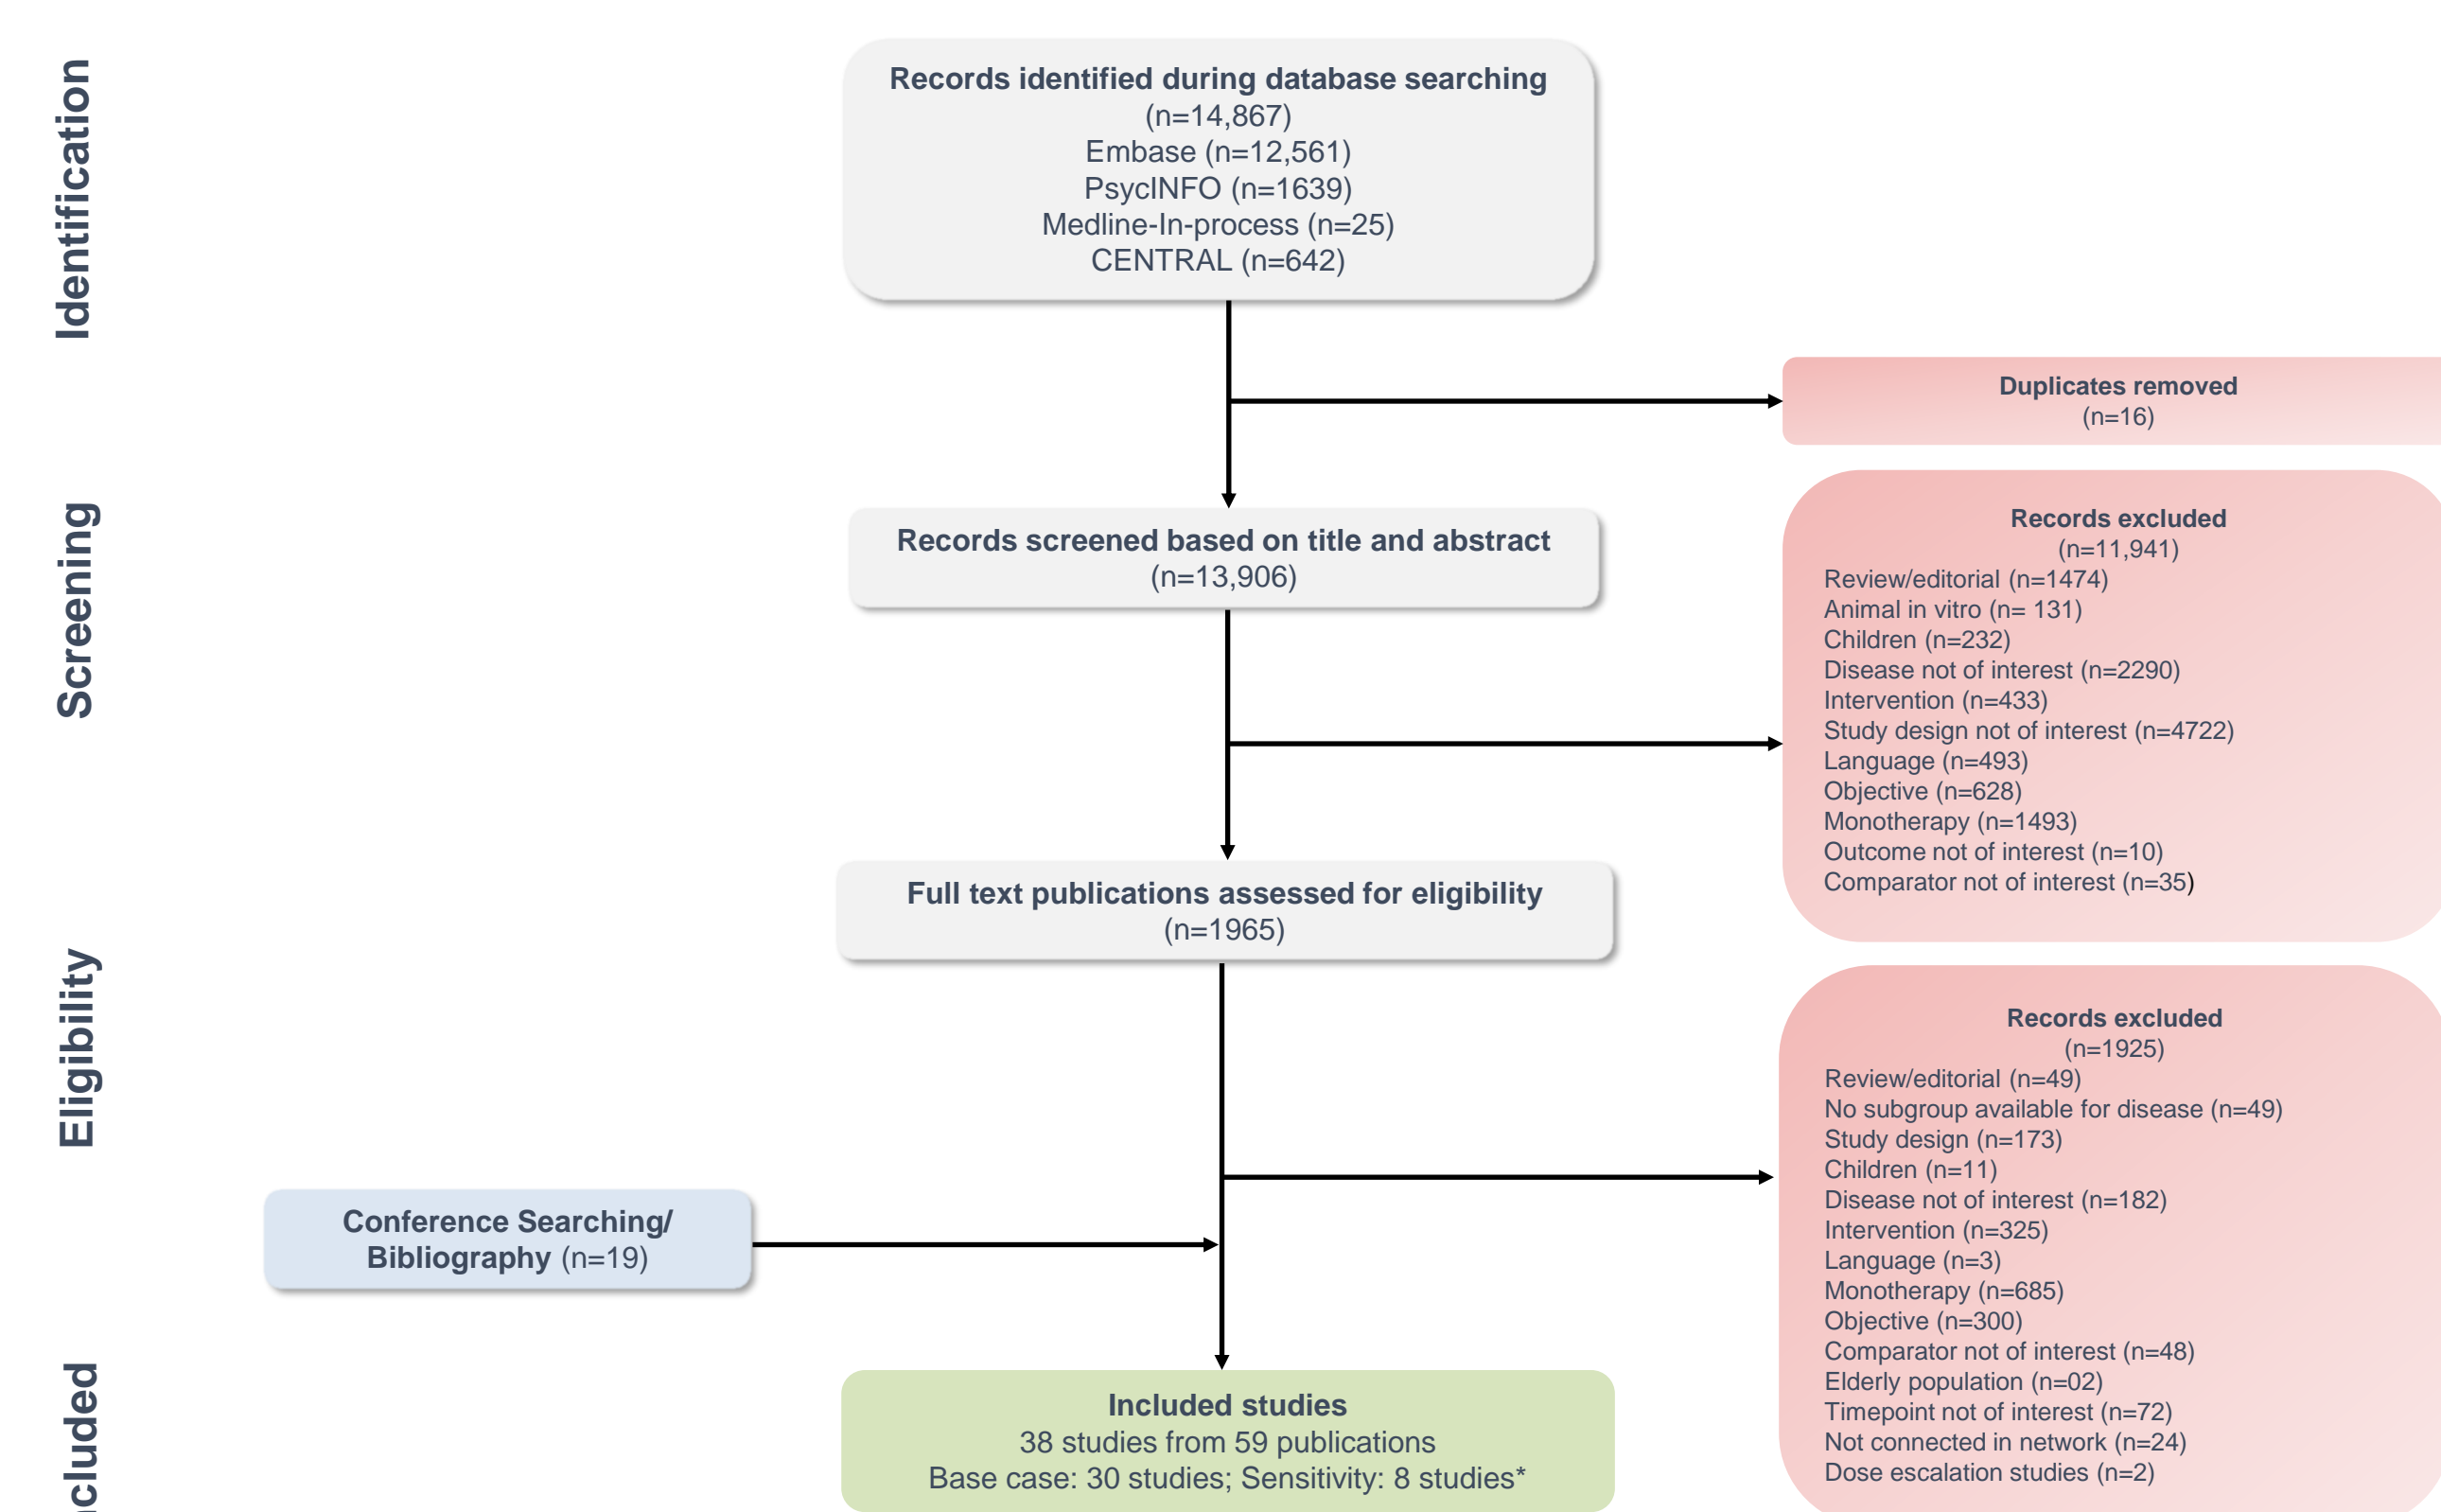 Identification
Records identified during database searching
(n=14,867)
Embase (n=12,561)
PsycINFO (n=1639)
Medline-In-process (n=25)
CENTRAL (n=642)
Duplicates removed
(n=16)
Screening
Records screened based on title and abstract
(n=13,906)
Records excluded
(n=11,941)
Review/editorial (n=1474)
Animal in vitro (n= 131)
Children (n=232)
Disease not of interest (n=2290)
Intervention (n=433)
Study design not of interest (n=4722)
Language (n=493)
Objective (n=628)
Monotherapy (n=1493)
Outcome not of interest (n=10)
Comparator not of interest (n=35)
Eligibility
Full text publications assessed for eligibility
(n=1965)
Records excluded
(n=1925)
Review/editorial (n=49)
No subgroup available for disease (n=49)
Study design (n=173)
Children (n=11)
Disease not of interest (n=182)
Intervention (n=325)
Language (n=3)
Monotherapy (n=685)
Objective (n=300)
Comparator not of interest (n=48)
Elderly population (n=02)
Timepoint not of interest (n=72)
Not connected in network (n=24)
Dose escalation studies (n=2)
Conference Searching/
Bibliography (n=19)
cluded
Included studies
38 studies from 59 publications
Base case: 30 studies; Sensitivity: 8 studies*